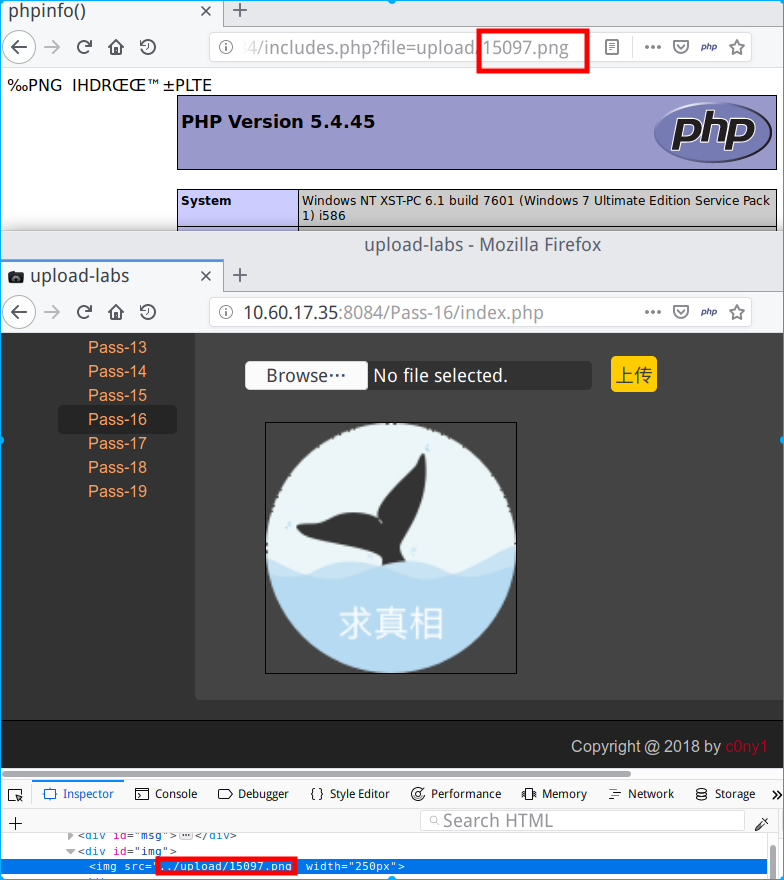 phpinfo()
4/includes.php?file=upload/15097.png
php
‰PNG IHDRŒŒ™±PLTE
PHP Version 5.4.45
php
System
Windows NT XST-PC 6.1 build 7601 (Windows 7 Ultimate Edition Service Pack
1) i586
upload-labs - Mozilla Firefox
upload-labs
10.60.17.35:8084/Pass-16/index.php
php
Pass-13
Pass-14
Pass-15
Pass-16
Pass-17
Pass-18
Pass-19
Browse⋯
No file selected.
上传
求真相
Copyright @ 2018 by c0ny1
Inspector
Console
Debugger
{ } Style Editor
Performance
Memory
Network
Storage
Search HTML
<div id="msg">⋯</div>
<div id="img">
<img src="../upload/15097.png" width="250px">